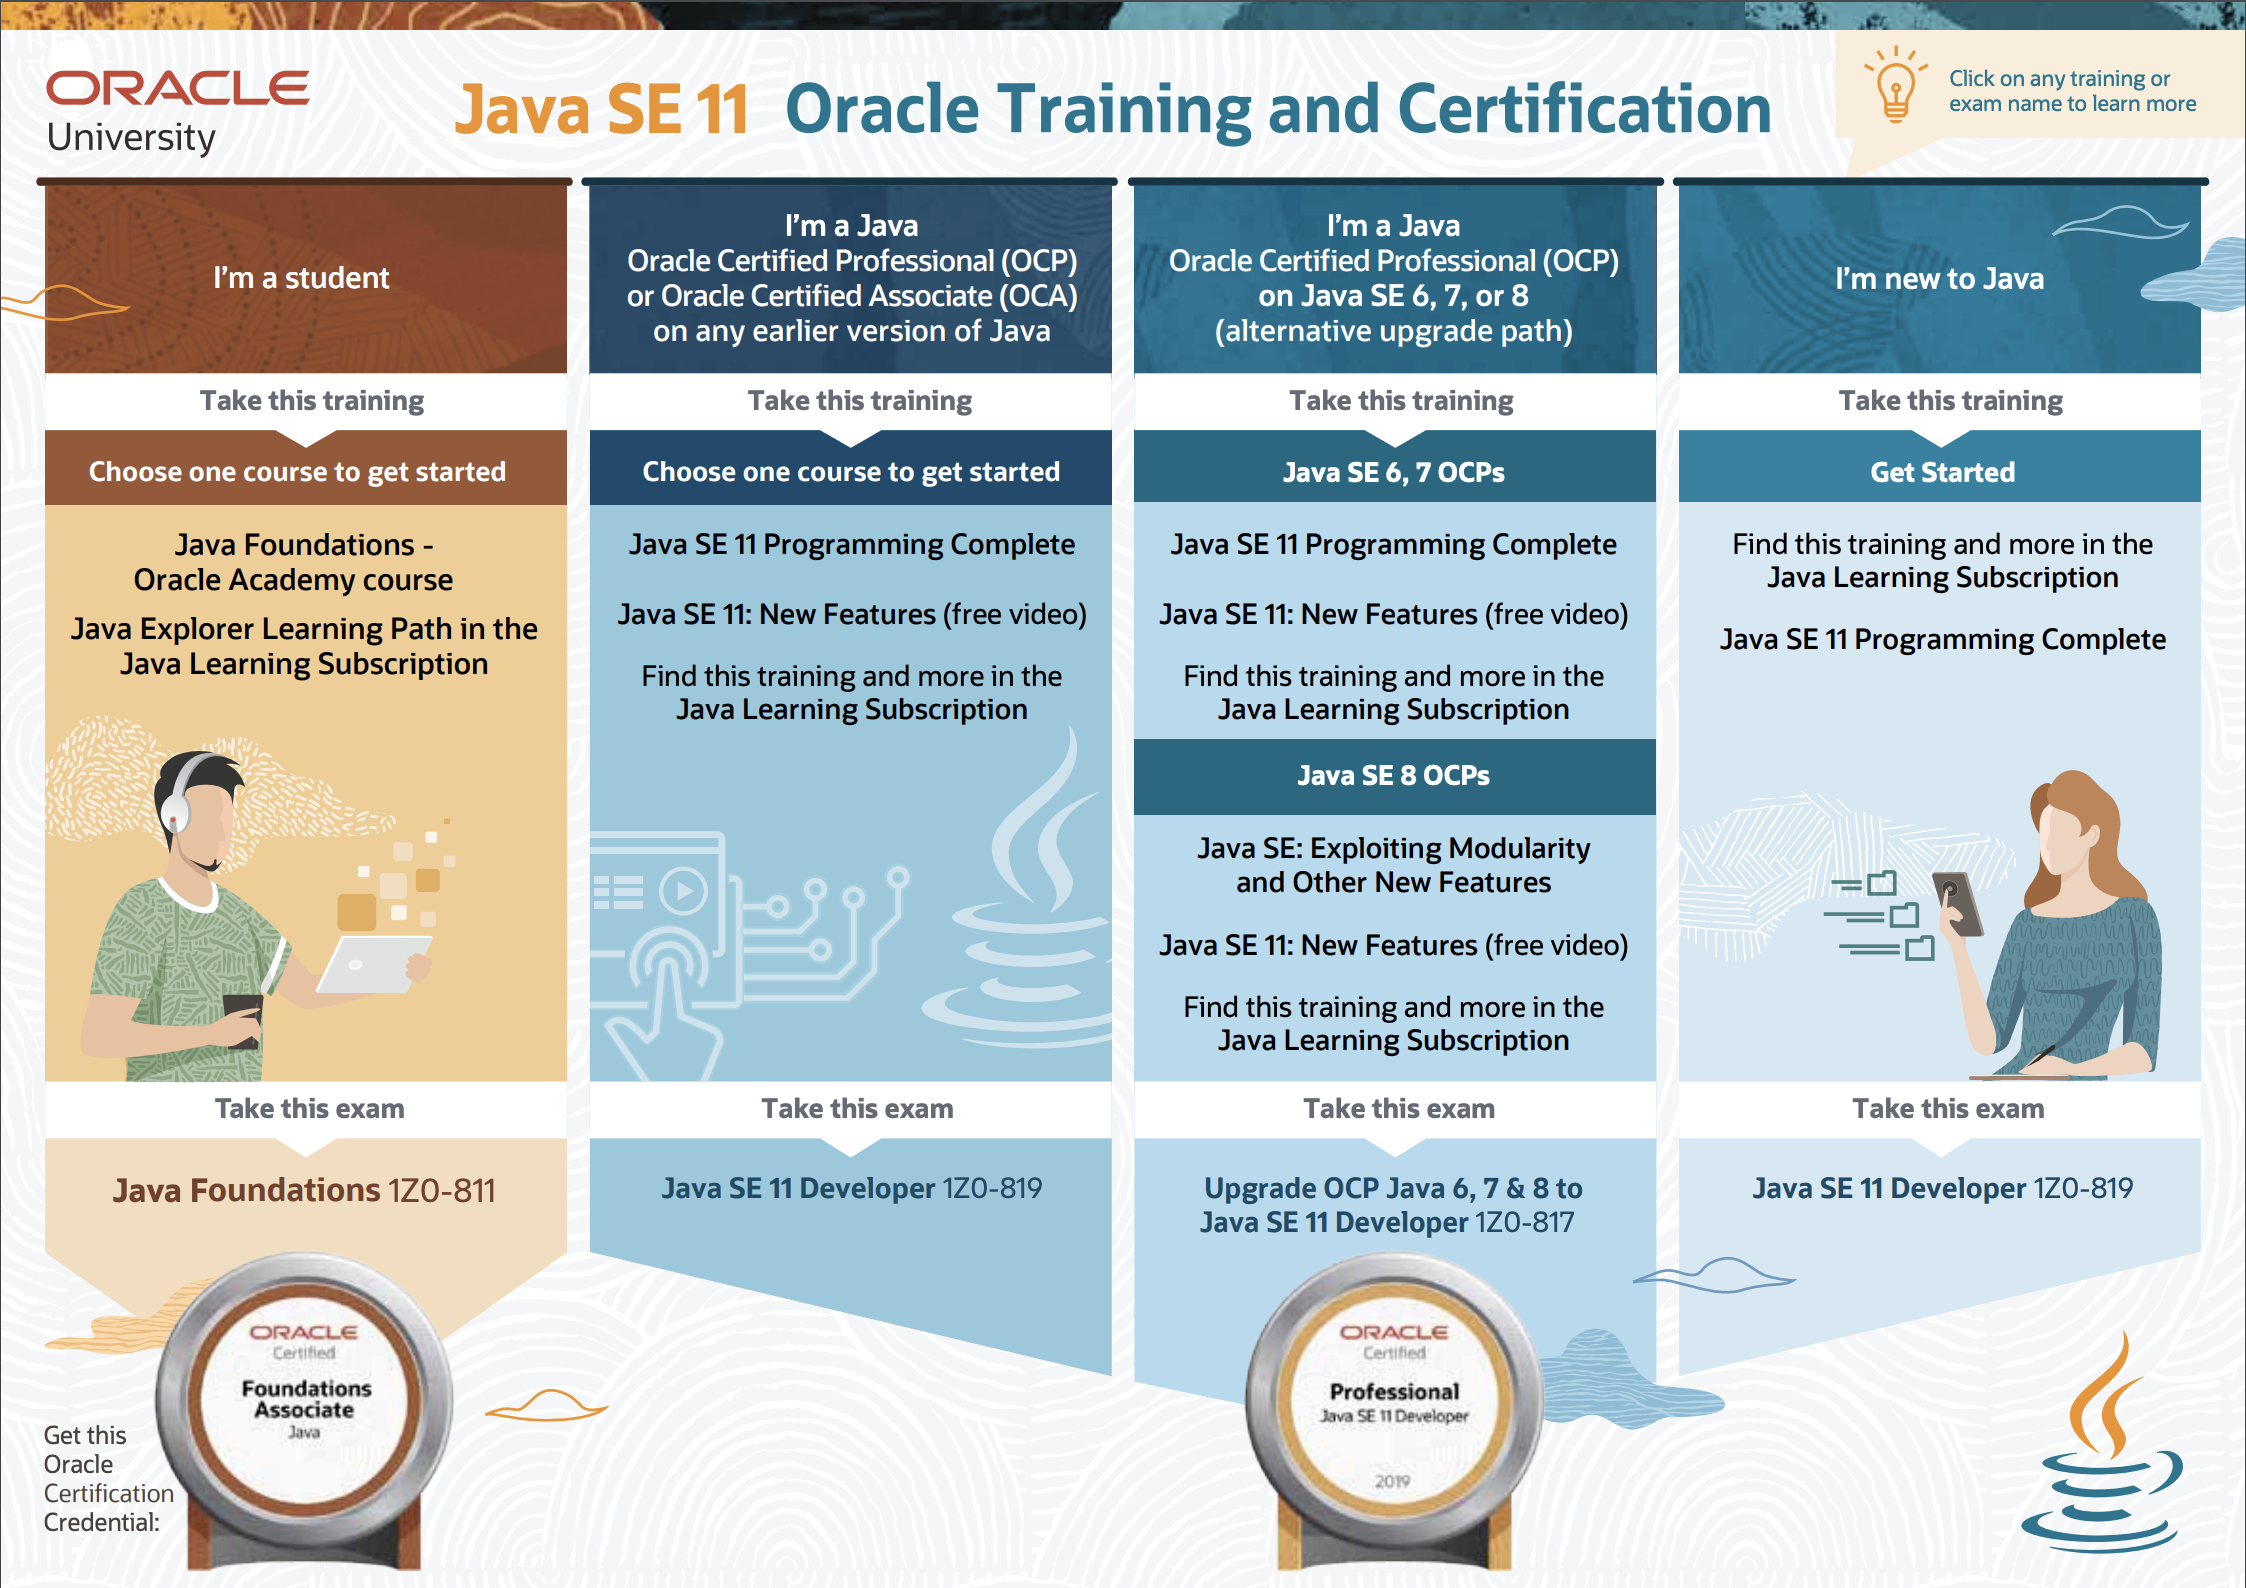 ORACLE
University
Java SE 11 Oracle Training and Certification
Click on any training or
exam name to learn more
I'm a student
Take this training
Choose one course to get started
Java Foundations -
Oracle Academy course
Java Explorer Learning Path in the
Java Learning Subscription
Take this exam
Java Foundations 1Z0-811
I'm a Java
Oracle Certified Professional (OCP)
or Oracle Certified Associate (OCA)
on any earlier version of Java
Take this training
Choose one course to get started
Java SE 11 Programming Complete
Java SE 11: New Features (free video)
Find this training and more in the
Java Learning Subscription
Take this exam
Java SE 11 Developer 1Z0-819
I'm a Java
Oracle Certified Professional (OCP)
on Java SE 6, 7, or 8
(alternative upgrade path)
Take this training
Java SE 6, 7 OCPs
Java SE 11 Programming Complete
Java SE 11: New Features (free video)
Find this training and more in the
Java Learning Subscription
Java SE 8 OCPs
Java SE: Exploiting Modularity
and Other New Features
Java SE 11: New Features (free video)
Find this training and more in the
Java Learning Subscription
Take this exam
Upgrade OCP Java 6, 7 & 8 to
Java SE 11 Developer 1Z0-817
I'm new to Java
Take this training
Get Started
Find this training and more in the
Java Learning Subscription
Java SE 11 Programming Complete
Take this exam
Java SE 11 Developer 1Z0-819
Get this
Oracle
Certification
Credential:
ORACLE
Certified
Foundations
Associate
Java
ORACLE
Certified
Professional
Java SE 11 Developer
2019